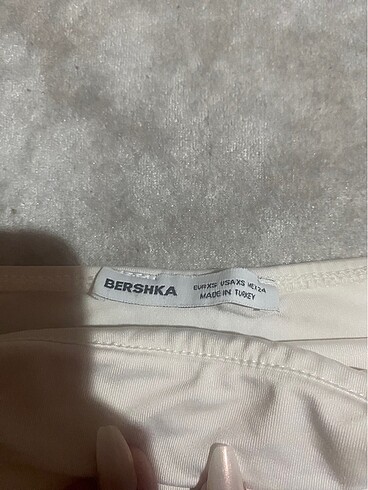 BERSHKA
EUR XS USA XS MEX 24
MADE IN TURKEY